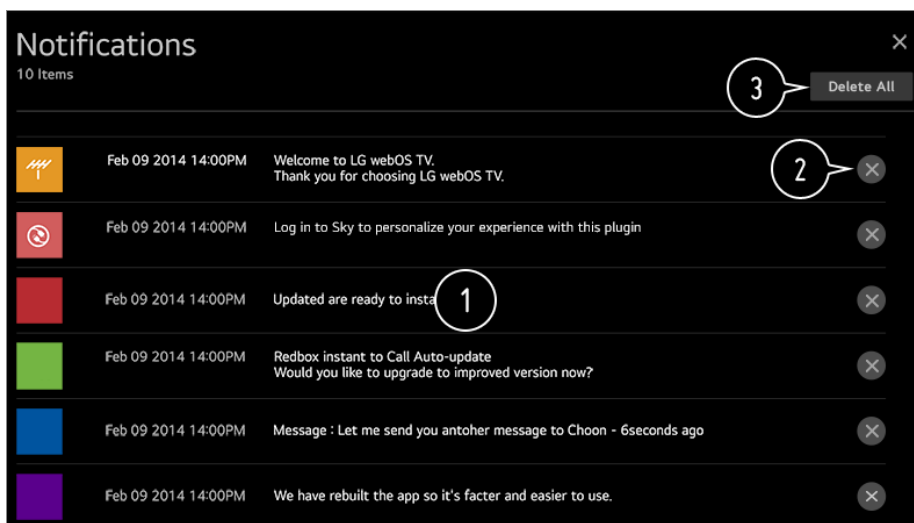 Notifications
10 Items
3
Delete All
Feb 09 2014 14:00PM
Welcome to LG webOS TV.
Thank you for choosing LG webOS TV.
2
Feb 09 2014 14:00PM
Log in to Sky to personalize your experience with this plugin
Feb 09 2014 14:00PM
Updated are ready to insta
1
Feb 09 2014 14:00PM
Redbox instant to Call Auto-update
Would you like to upgrade to improved version now?
Feb 09 2014 14:00PM
Message : Let me send you antoher message to Choon - 6seconds ago
Feb 09 2014 14:00PM
We have rebuilt the app so it's facter and easier to use.